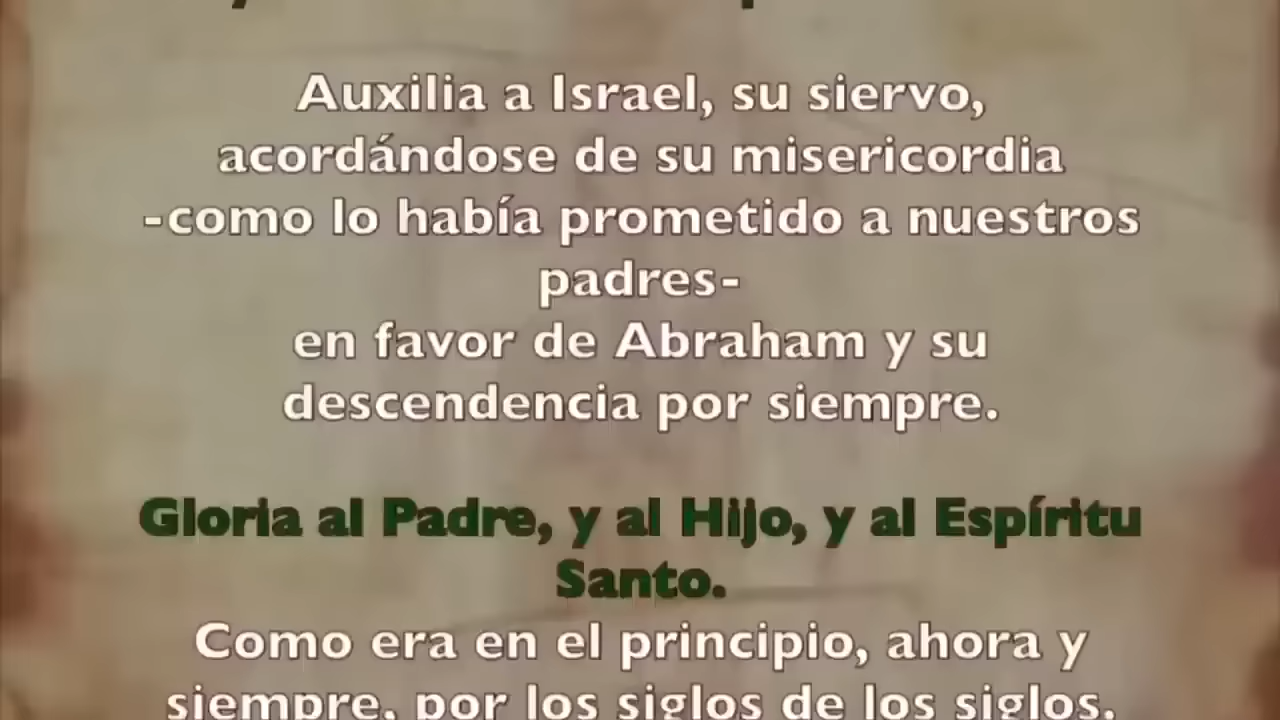 Auxilia a Israel, su siervo,
acordándose de su misericordia
-como lo había prometido a nuestros
padres-
en favor de Abraham y su
descendencia por siempre.
Gloria al Padre, y al Hijo, y al Espíritu
Santo.
Como era en el principio, ahora y
siempre, por los siglos de los siglos.